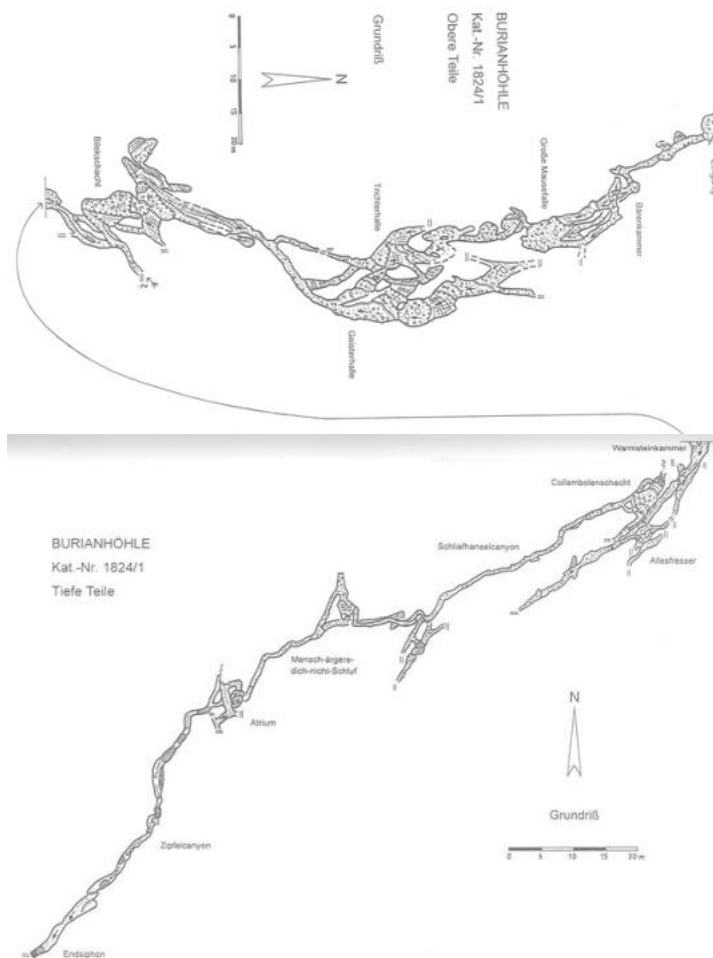 BURIANHÖHLE
Kat.-Nr. 1824/1
Obere Teile
Grundriß
0 5 10 15 20 m
N
Eingang
Bärenkammer
Große Mausefalle
Trichterhalle
Geisterhalle
Bilekschacht
Warmsteinkammer
Collembolenschacht
Schliefhanselcanyon
Allesfresser
BURIANHÖHLE
Kat.-Nr. 1824/1
Tiefe Teile
Mensch-ärgere-
dich-nicht-Schluf
Atrium
N
Grundriß
Zipfelcanyon
0 5 10 15 20 m
Endsiphon